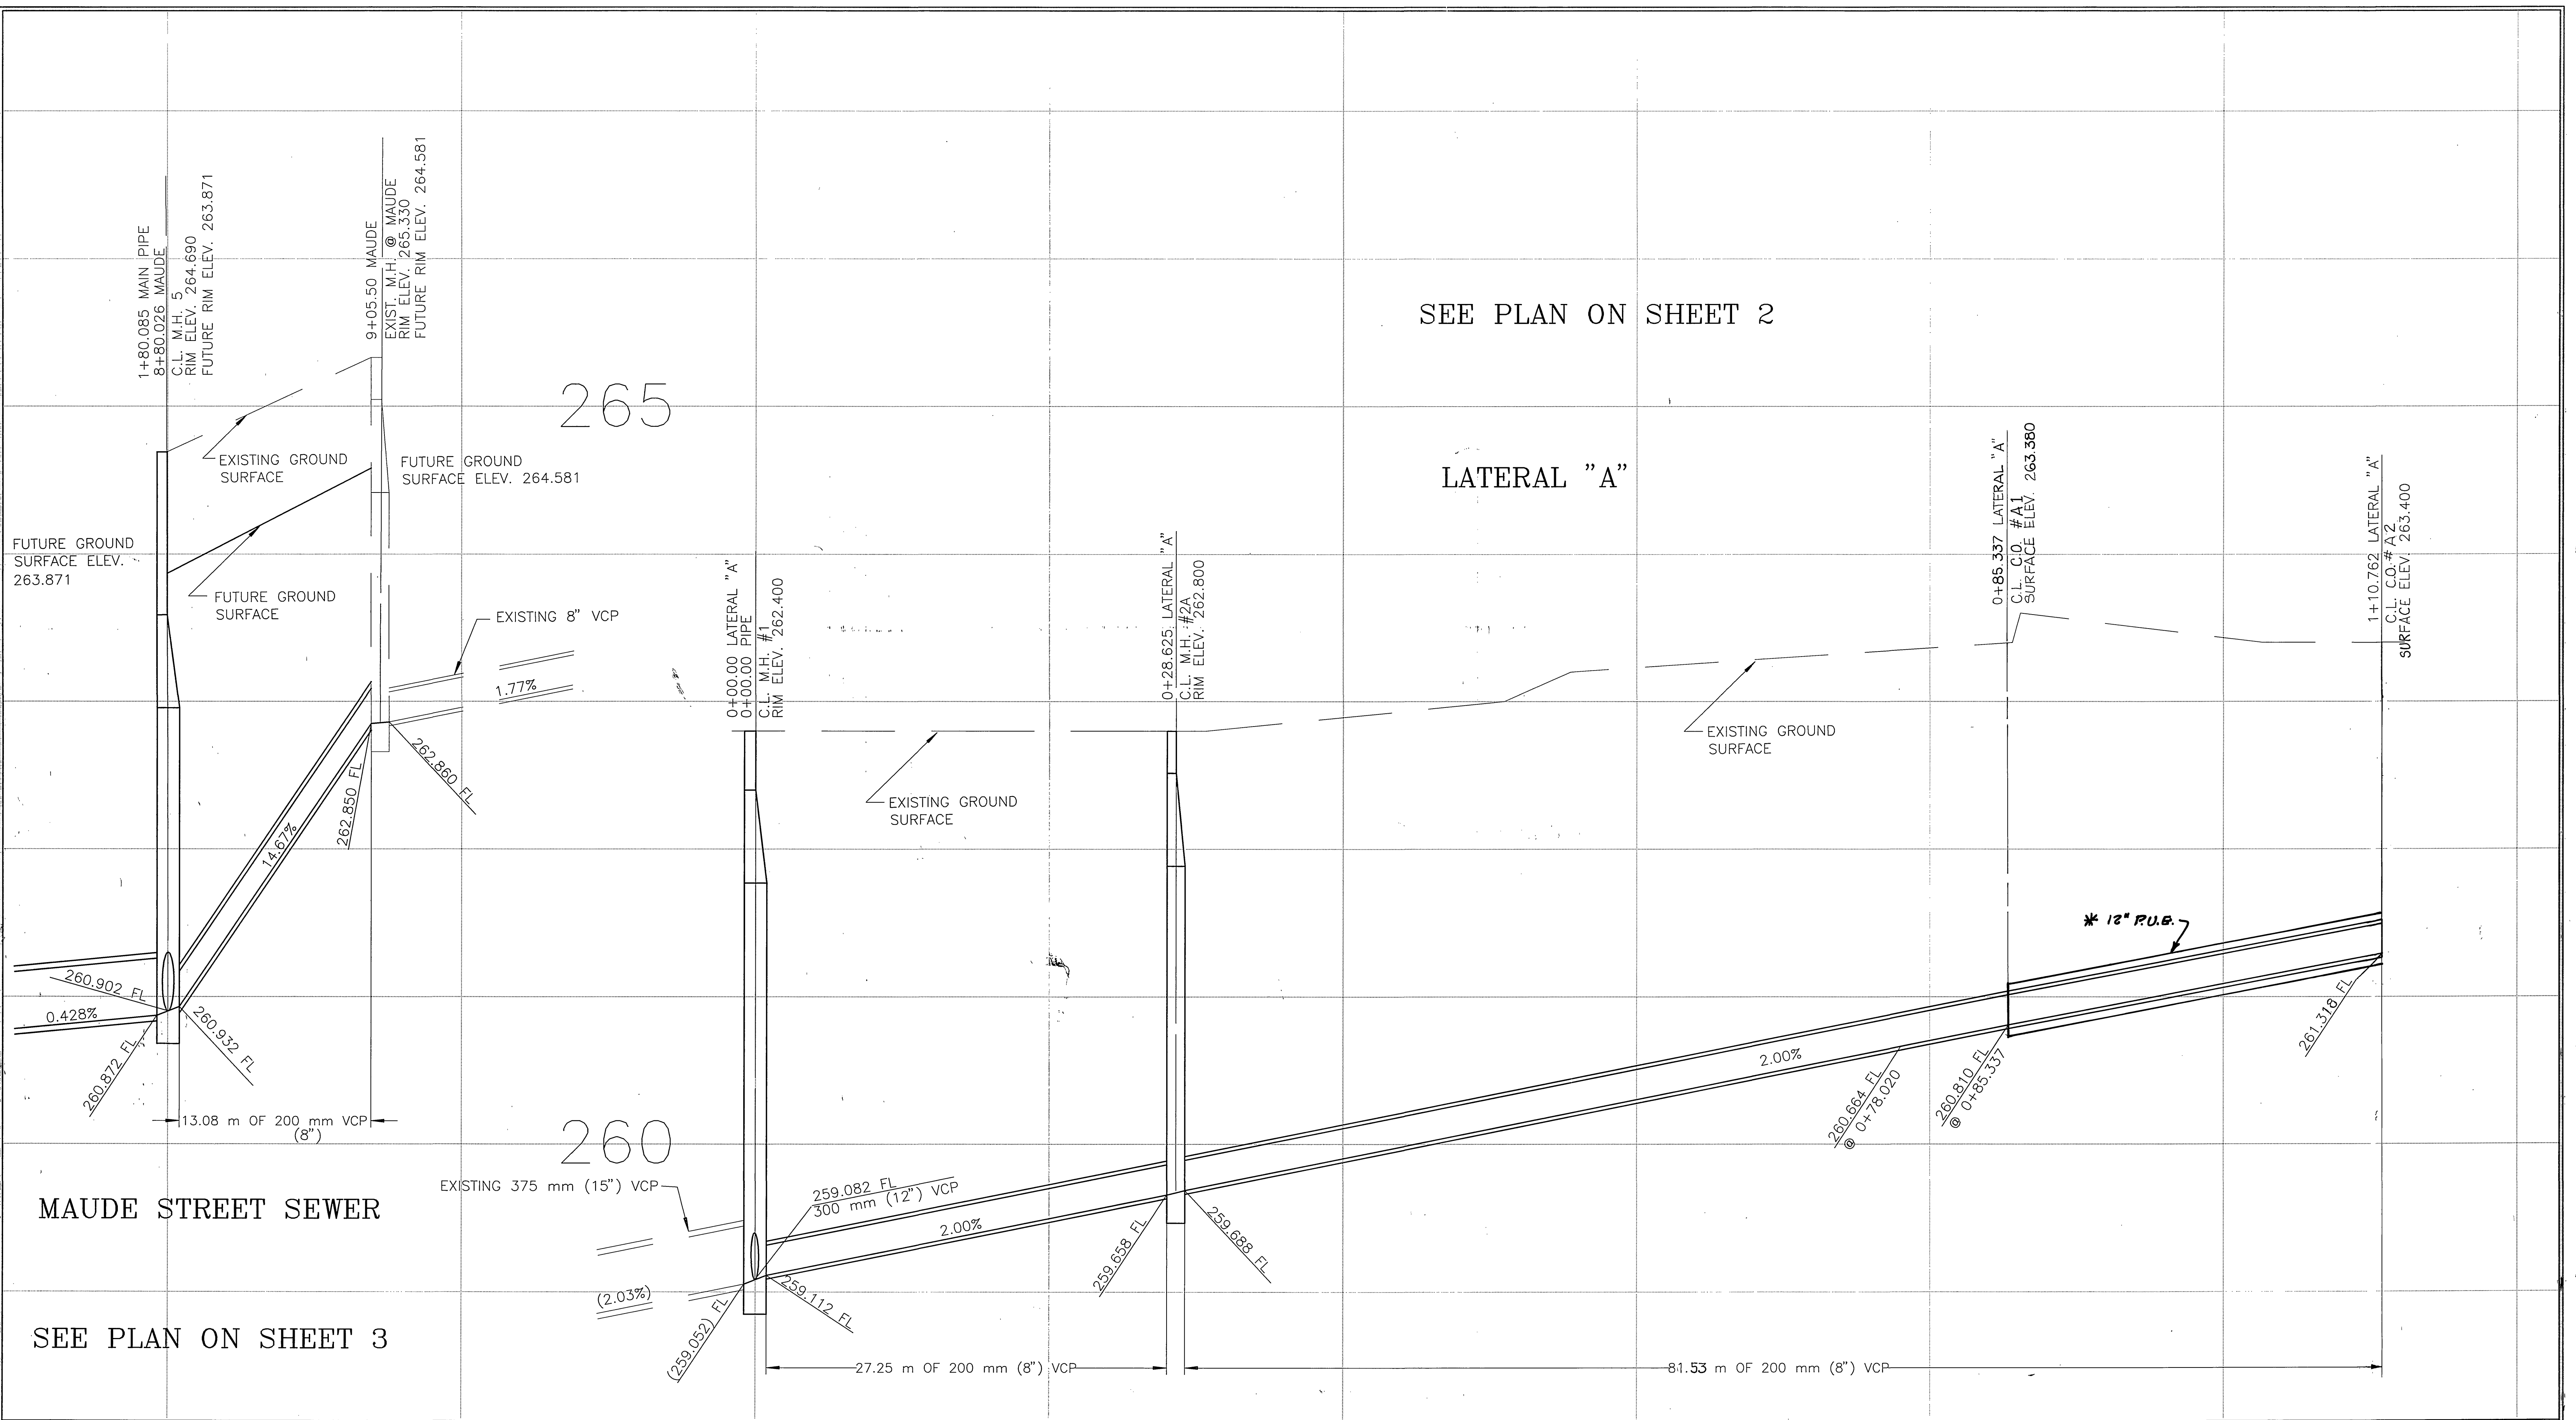 1+80.085 MAIN PIPE
8+80.026 MAUDE
C.L. M.H. 5
RIM ELEV. 264.690
FUTURE RIM ELEV. 263.871
9+05.50 MAUDE
EXIST. M.H. @ MAUDE
RIM ELEV. 265.330
FUTURE RIM ELEV. 264.581
SEE PLAN ON SHEET 2
265
EXISTING GROUND
SURFACE
FUTURE GROUND
SURFACE ELEV. 264.581
LATERAL "A"
0+85.337 LATERAL "A"
C.L. C.O. #A1
SURFACE ELEV. 263.380
1+10.762 LATERAL "A"
C.L. C.O.# A2
SURFACE ELEV. 263.400
FUTURE GROUND
SURFACE ELEV.
263.871
FUTURE GROUND
SURFACE
EXISTING 8" VCP
1.77%
0+00.00 LATERAL "A"
0+00.00 PIPE
C.L. M.H. #1
RIM ELEV. 262.400
0+28.625 LATERAL "A"
C.L. M.H. #2A
RIM ELEV. 262.800
EXISTING GROUND
SURFACE
EXISTING GROUND
SURFACE
262.860 FL
262.850 FL
14.67%
* 12" P.U.E.
260.902 FL
0.428%
260.932 FL
260.872 FL
13.08 m OF 200 mm VCP
(8")
260
2.00%
260.664 FL
@ 0+78.020
260.810 FL
@ 0+85.337
261.318 FL
EXISTING 375 mm (15") VCP
259.082 FL
300 mm (12") VCP
2.00%
MAUDE STREET SEWER
259.658 FL
259.688 FL
(2.03%)
259.112 FL
(259.052) FL
SEE PLAN ON SHEET 3
27.25 m OF 200 mm (8") VCP
81.53 m OF 200 mm (8") VCP